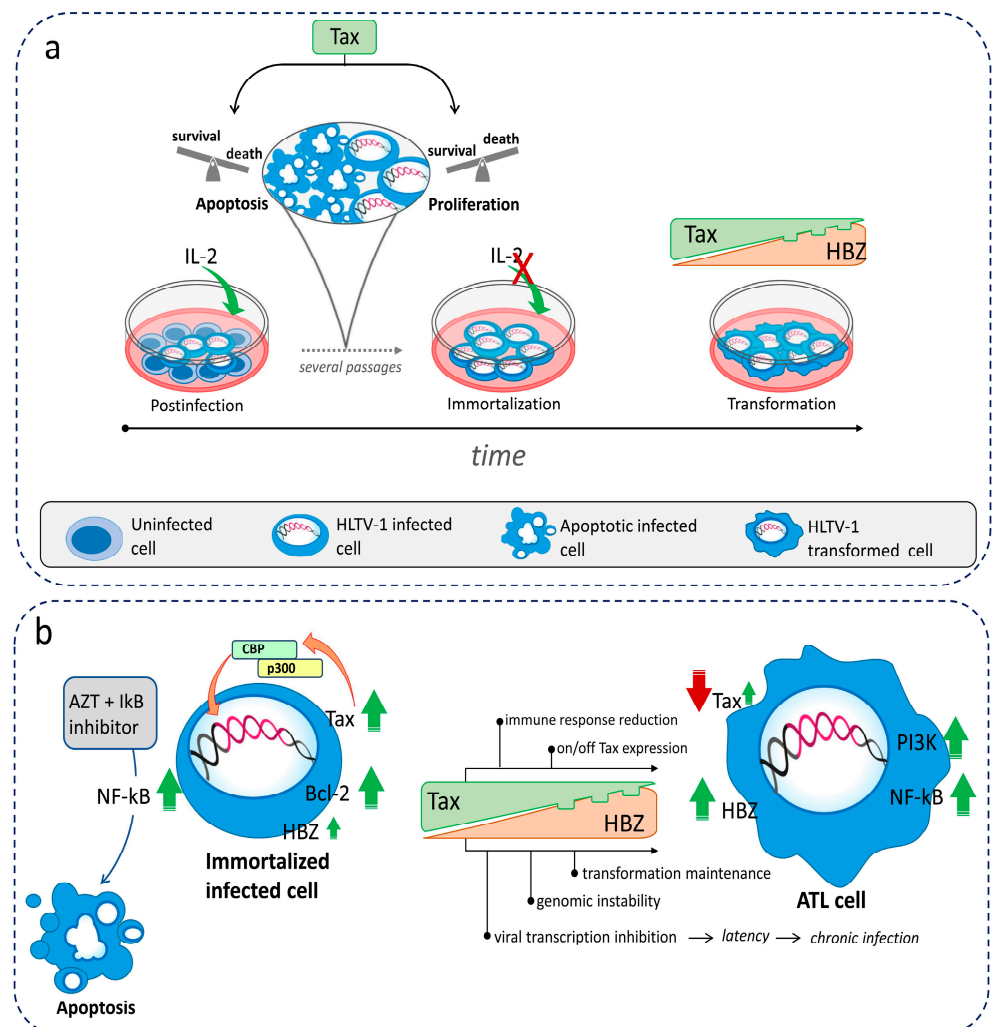 a
Tax
survival
death
Apoptosis
survival
death
Proliferation
IL-2
IL-2
Tax
HBZ
several passages
Postinfection
Immortalization
Transformation
time
Uninfected
cell
HLTV-1 infected
cell
Apoptotic infected
cell
HLTV-1
transformed cell
b
CBP
p300
AZT + IkB
inhibitor
Tax
NF-kB
Bcl-2
HBZ
Immortalized
infected cell
Apoptosis
immune response reduction
on/off Tax expression
Tax
HBZ
transformation maintenance
genomic instability
viral transcription inhibition → latency → chronic infection
Tax
PI3K
HBZ
NF-kB
ATL cell